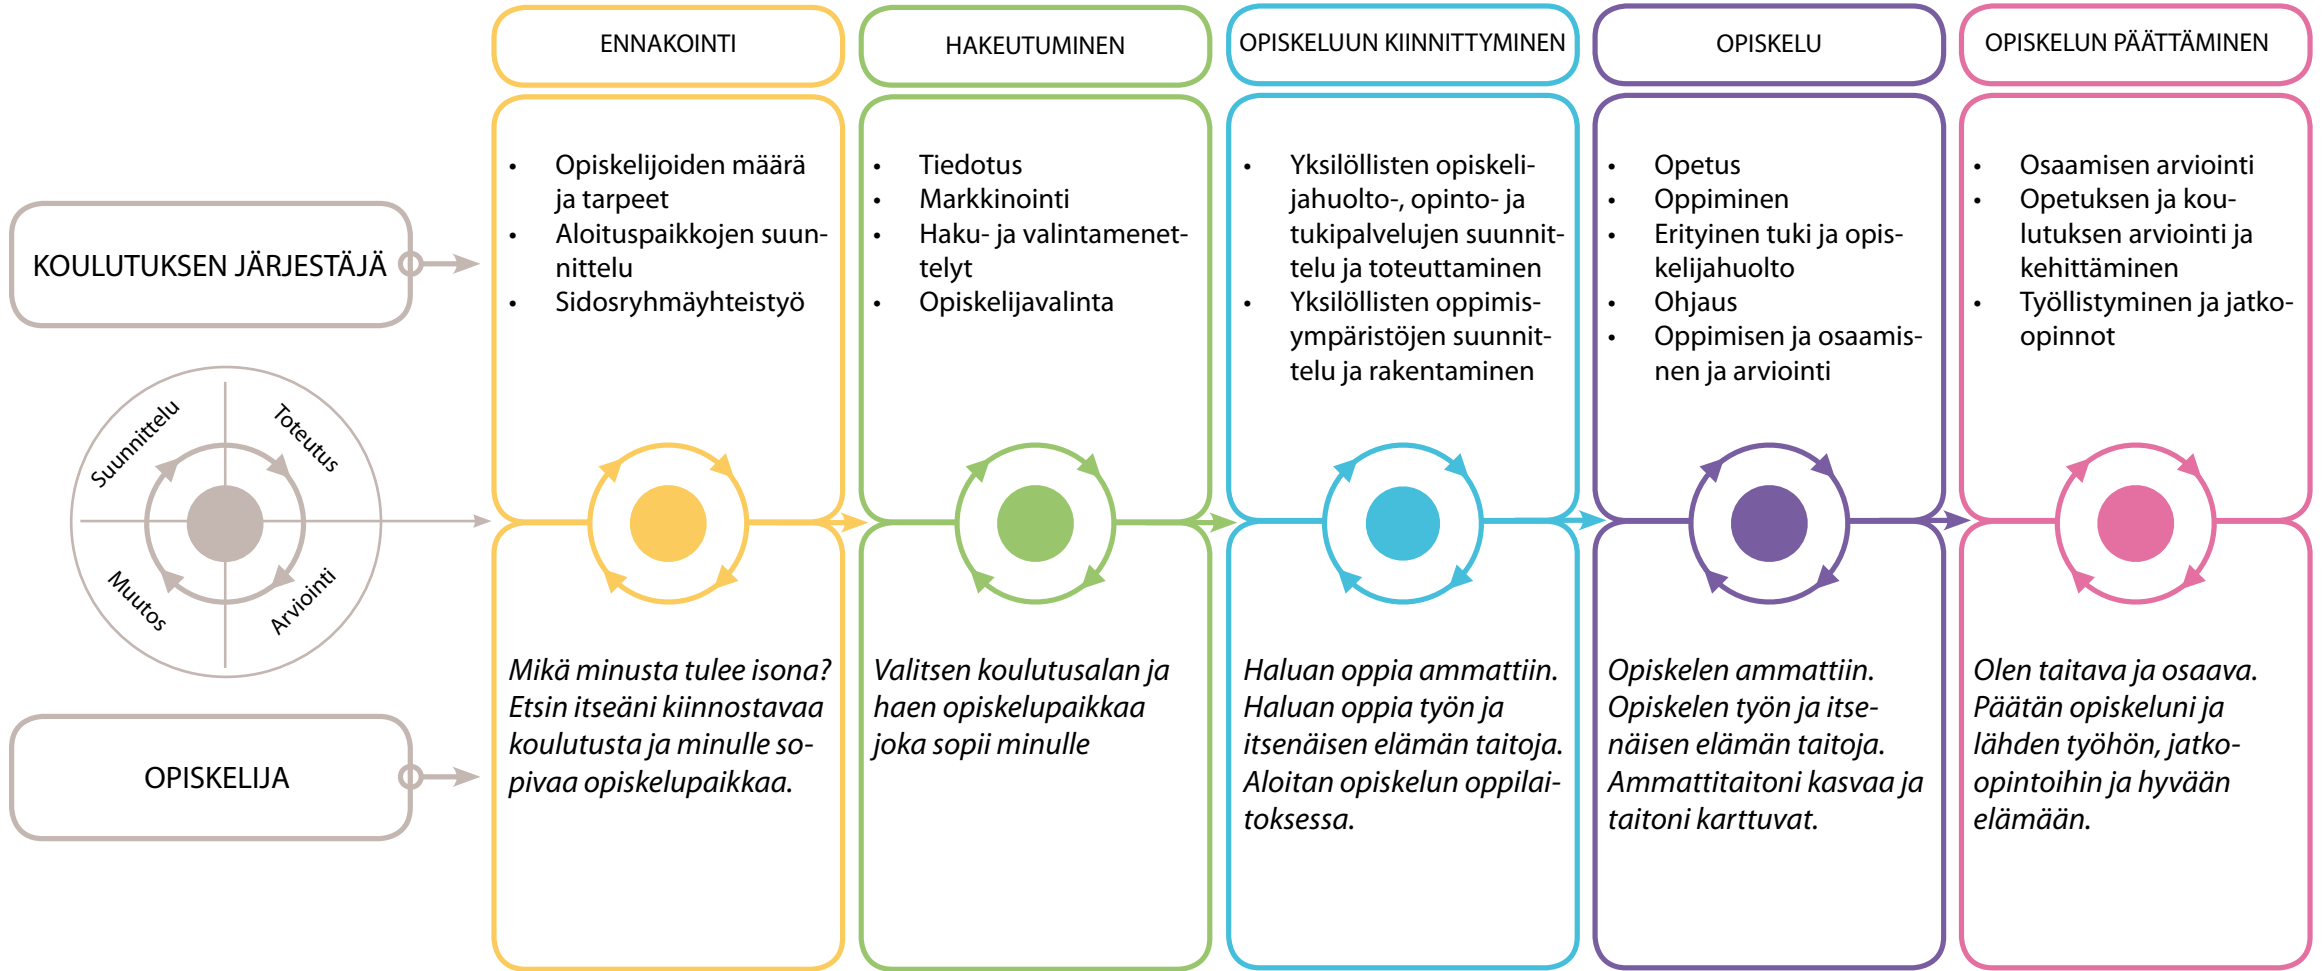 ENNAKOINTI
HAKEUTUMINEN
OPISKELUUN KIINNITTYMINEN
OPISKELU
OPISKELUN PÄÄTTÄMINEN
KOULUTUKSEN JÄRJESTÄJÄ
• Opiskelijoiden määrä
ja tarpeet
• Aloituspaikkojen suun-
nittelu
• Sidosryhmäyhteistyö
• Tiedotus
• Markkinointi
• Haku- ja valintamenet-
telyt
• Opiskelijavalinta
• Yksilöllisten opiskeli-
jahuolto-, opinto- ja
tukipalvelujen suunnit-
telu ja toteuttaminen
• Yksilöllisten oppimis-
ympäristöjen suunnit-
telu ja rakentaminen
• Opetus
• Oppiminen
• Erityinen tuki ja opis-
kelijahuolto
• Ohjaus
• Oppimisen ja osaamis-
nen ja arviointi
• Osaamisen arviointi
• Opetuksen ja kou-
lutuksen arviointi ja
kehittäminen
• Työllistyminen ja jatko-
opinnot
Suunnittelu
Toteutus
Muutos
Arviointi
OPISKELIJA
Mikä minusta tulee isona?
Etsin itseäni kiinnostavaa
koulutusta ja minulle so-
pivaa opiskelupaikkaa.
Valitsen koulutusalan ja
haen opiskelupaikkaa
joka sopii minulle
Haluan oppia ammattiin.
Haluan oppia työn ja
itsenäisen elämän taitoja.
Aloitan opiskelun oppilai-
toksessa.
Opiskelen ammattiin.
Opiskelen työn ja itse-
näisen elämän taitoja.
Ammattitaitoni kasvaa ja
taitoni karttuvat.
Olen taitava ja osaava.
Päätän opiskeluni ja
lähden työhön, jatko-
opintoihin ja hyvään
elämään.